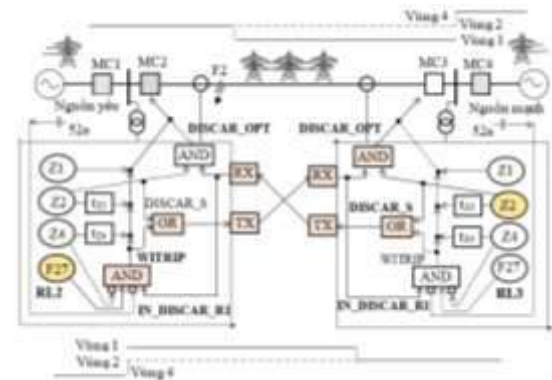 Vùng 4
Vùng 2
Vùng 1
MC1 MC2 F2 MC3 MC4
Nguồn yếu Nguồn mạnh
52a DISCAR_OPT DISCAR_OPT 52a
AND AND
Z1 RX RX Z1
Z2 DISCAR_S DISCAR_S Z2
OR TX TX OR
Z4 WITRIP WITRIP Z4
F27 AND AND F27
RL2 IN_DISCAR_R1 IN_DISCAR_R1 RL3
Vùng 1
Vùng 2
Vùng 4